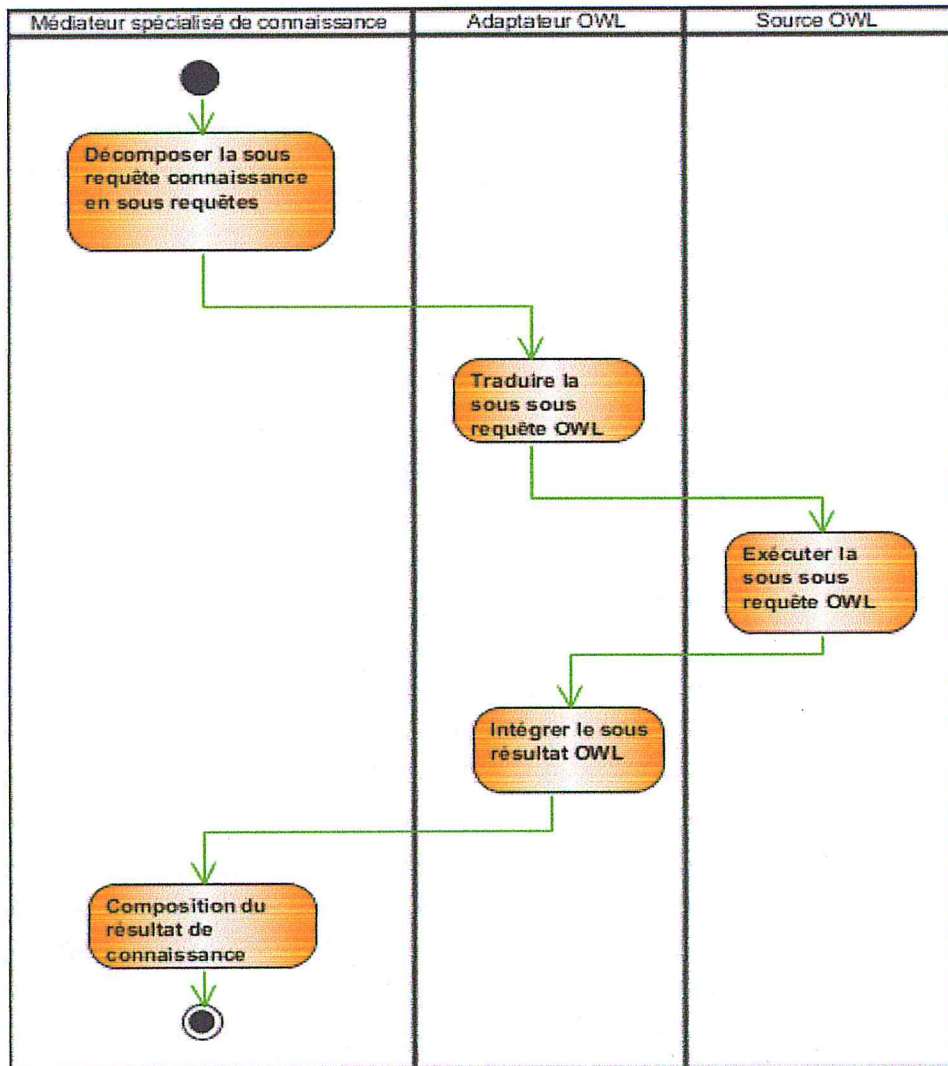 Médiateur spécialisé de connaissance
Adaptateur OWL
Source OWL
Décomposer la sous
requête connaissance
en sous requêtes
Traduire la
sous sous
requête OWL
Exécuter la
sous sous
requête OWL
Intégrer le sous
résultat OWL
Composition du
résultat de
connaissance